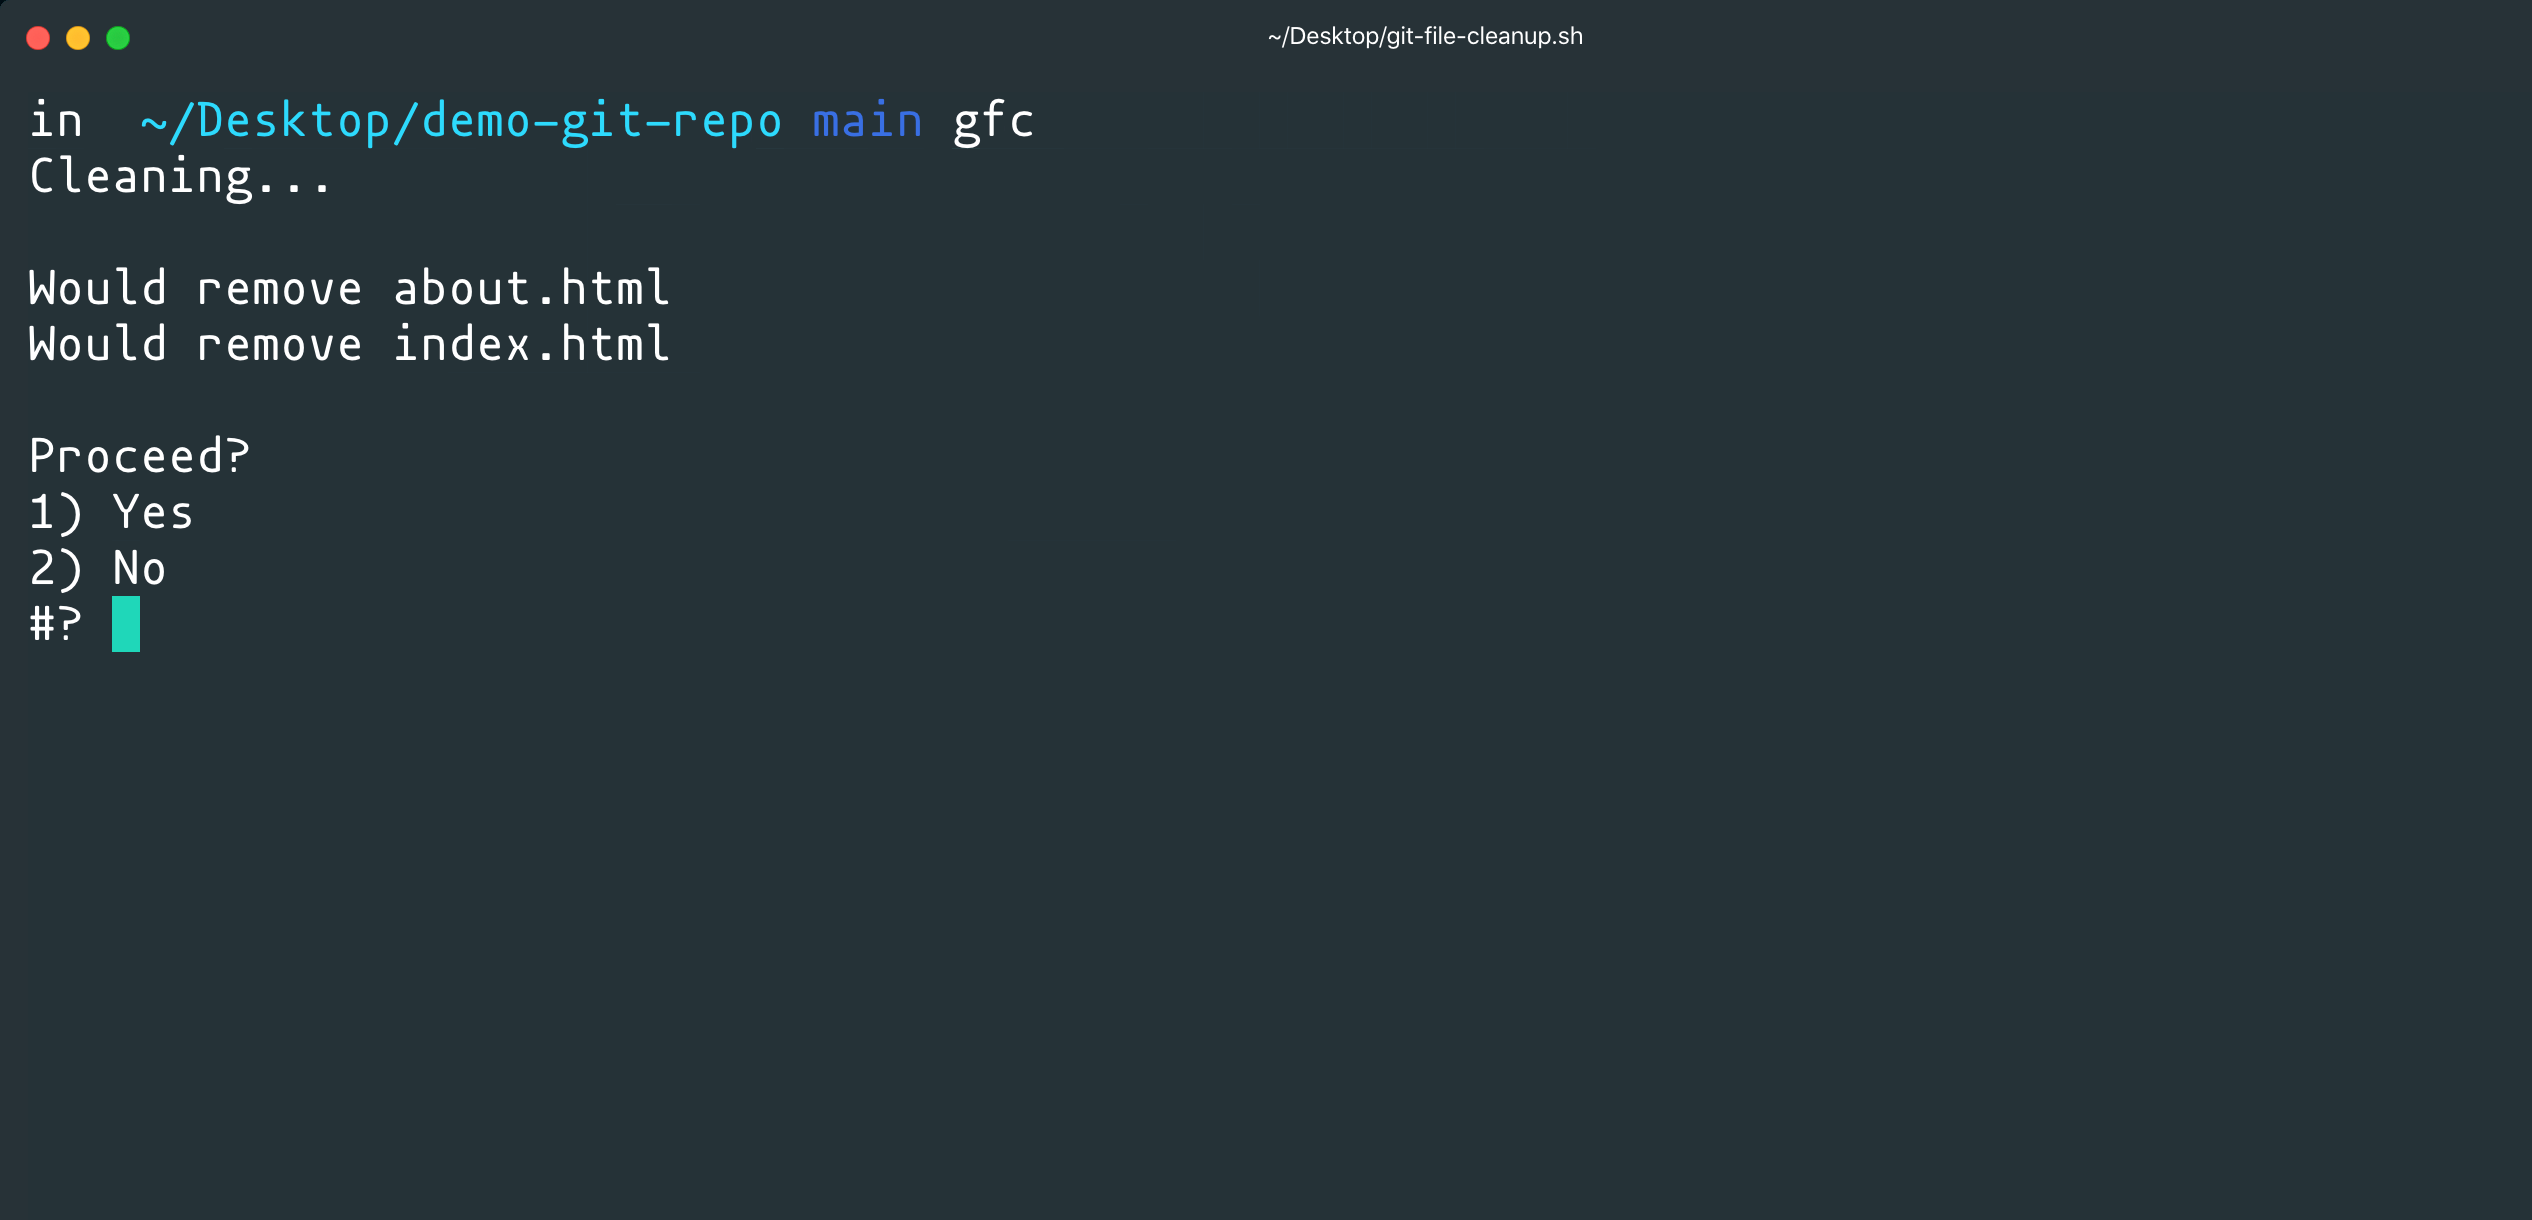 ~/Desktop/git-file-cleanup.sh
in  ~/Desktop/demo-git-repo main gfc
Cleaning...
Would remove about.html
Would remove index.html
Proceed?
1) Yes
2) No
#?